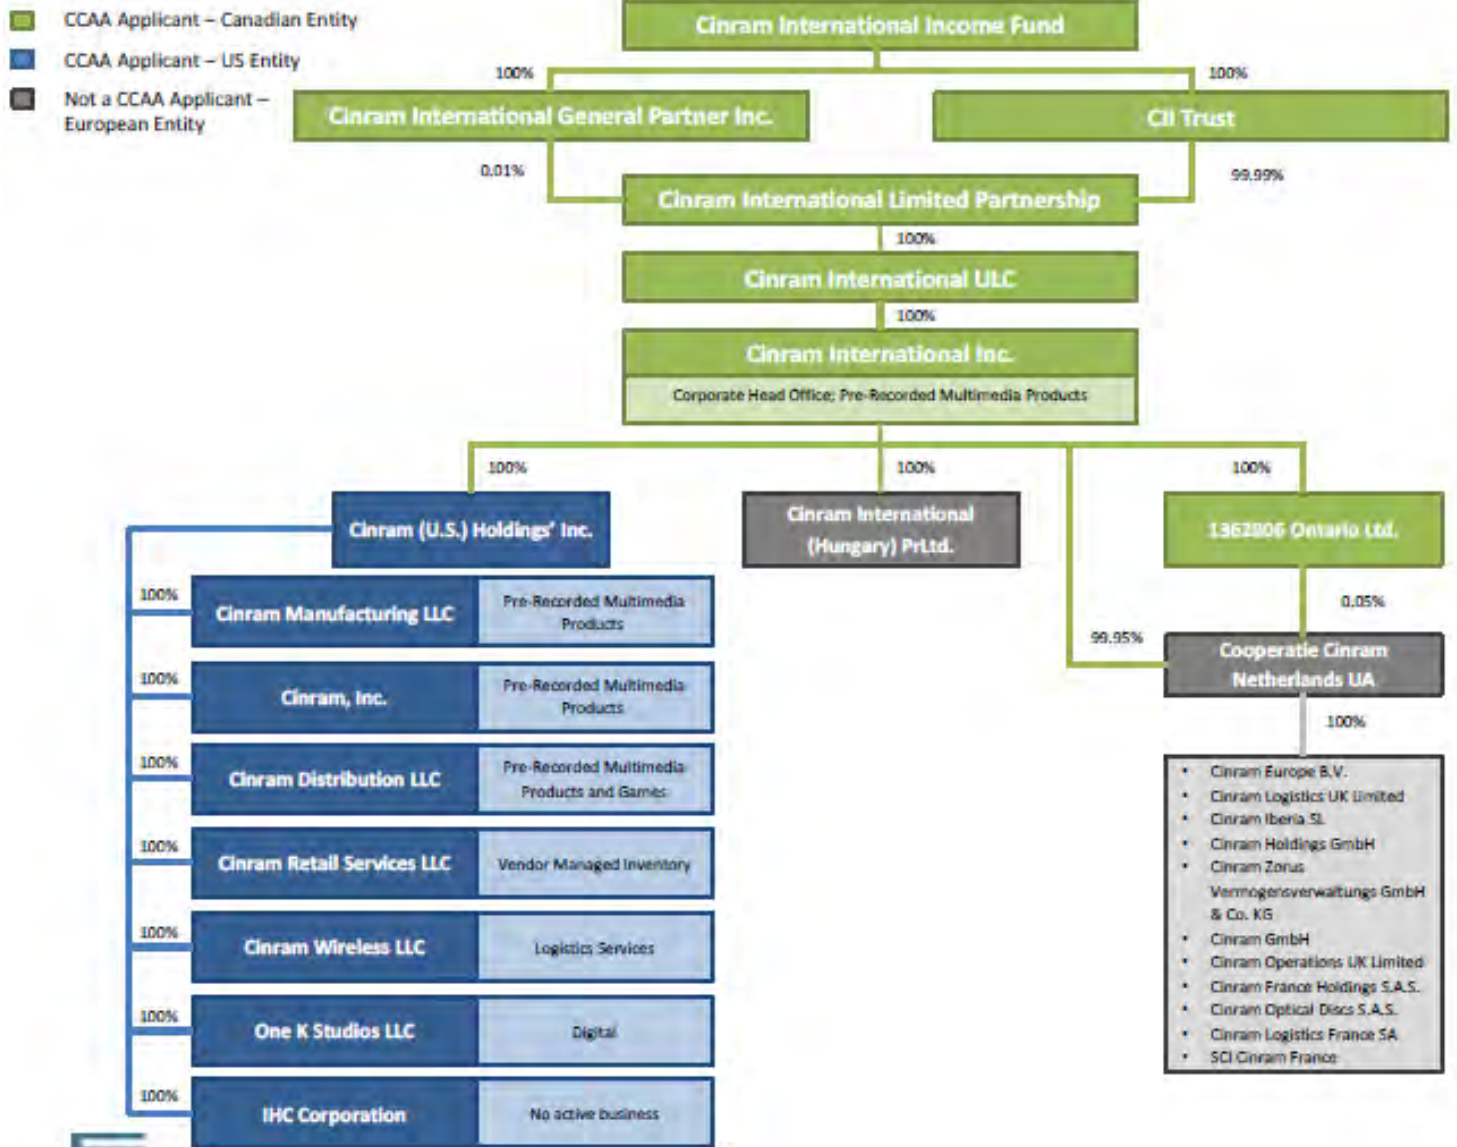 CCAA Applicant – Canadian Entity
CCAA Applicant – US Entity
Not a CCAA Applicant –
European Entity
Cinram International Income Fund
100%
100%
Cinram International General Partner Inc.
CII Trust
0.01%
99.99%
Cinram International Limited Partnership
100%
Cinram International ULC
100%
Cinram International Inc.
Corporate Head Office; Pre-Recorded Multimedia Products
100%
100%
100%
Cinram (U.S.) Holdings' Inc.
Cinram International
(Hungary) PrLtd.
1362806 Ontario Ltd.
0.05%
99.95%
Cooperatie Cinram
Netherlands UA
100%
100%
Cinram Manufacturing LLC
Pre-Recorded Multimedia
Products
100%
Cinram, Inc.
Pre-Recorded Multimedia
Products
100%
Cinram Distribution LLC
Pre-Recorded Multimedia
Products and Games
100%
Cinram Retail Services LLC
Vendor Managed Inventory
100%
Cinram Wireless LLC
Logistics Services
100%
One K Studios LLC
Digital
100%
IHC Corporation
No active business
• Cinram Europe B.V.
• Cinram Logistics UK Limited
• Cinram Iberia SL
• Cinram Holdings GmbH
• Cinram Zorus
Vermogensverwaltungs GmbH
& Co. KG
• Cinram GmbH
• Cinram Operations UK Limited
• Cinram France Holdings S.A.S.
• Cinram Optical Discs S.A.S.
• Cinram Logistics France SA
• SCI Cinram France